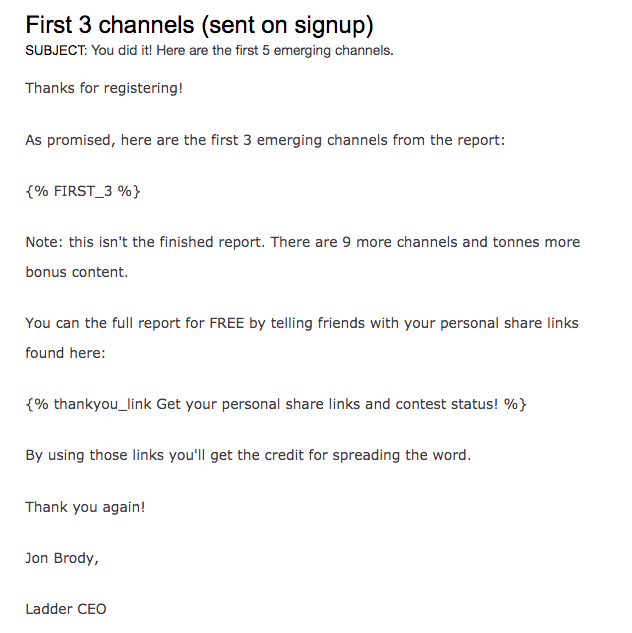 First 3 channels (sent on signup)
SUBJECT: You did it! Here are the first 5 emerging channels.
Thanks for registering!
As promised, here are the first 3 emerging channels from the report:
{% FIRST_3 %}
Note: this isn't the finished report. There are 9 more channels and tonnes more
bonus content.
You can the full report for FREE by telling friends with your personal share links
found here:
{% thankyou_link Get your personal share links and contest status! %}
By using those links you'll get the credit for spreading the word.
Thank you again!
Jon Brody,
Ladder CEO